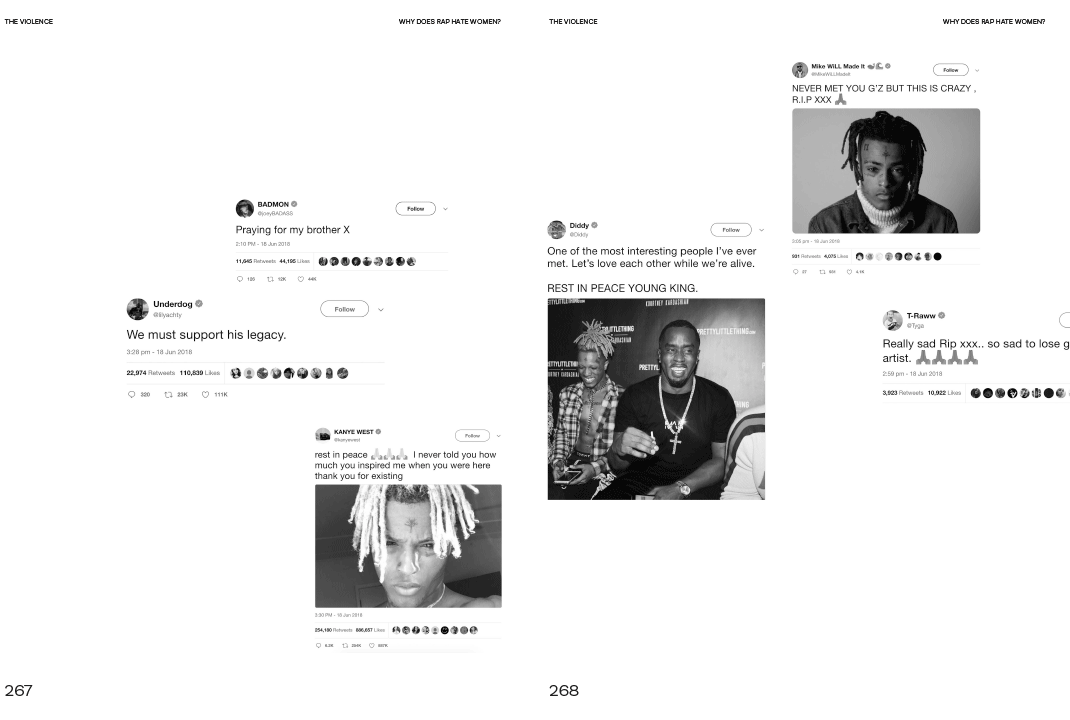 THE VIOLENCE
WHY DOES RAP HATE WOMEN?
BADMON
@joeyBADASS
Follow
Praying for my brother X
2:10 PM - 18 Jun 2018
11,645 Retweets 44,195 Likes
128 12K 44K
Underdog
@lilyachty
Follow
We must support his legacy.
3:28 pm - 18 Jun 2018
22,974 Retweets 110,839 Likes
320 23K 111K
KANYE WEST
@kanyewest
Follow
rest in peace 🙏🙏🙏 I never told you how
much you inspired me when you were here
thank you for existing
3:30 PM - 18 Jun 2018
254,180 Retweets 686,657 Likes
254K 687K
267
THE VIOLENCE
WHY DOES RAP HATE WOMEN?
Mike WiLL Made It
@MikeWiLLMadeIt
Follow
NEVER MET YOU G'Z BUT THIS IS CRAZY ,
R.I.P XXX 🙏
3:05 pm - 18 Jun 2018
931 Retweets 4,075 Likes
37 931 4.1K
Diddy
@Diddy
Follow
One of the most interesting people I've ever
met. Let's love each other while we're alive.
REST IN PEACE YOUNG KING.
PRETTYLITTLETHING.com
KOURTNEY KARDASHIAN
T-Raww
@Tyga
Really sad Rip xxx.. so sad to lose g
artist. 🙏🙏🙏🙏
2:59 pm - 18 Jun 2018
3,923 Retweets 10,922 Likes
268